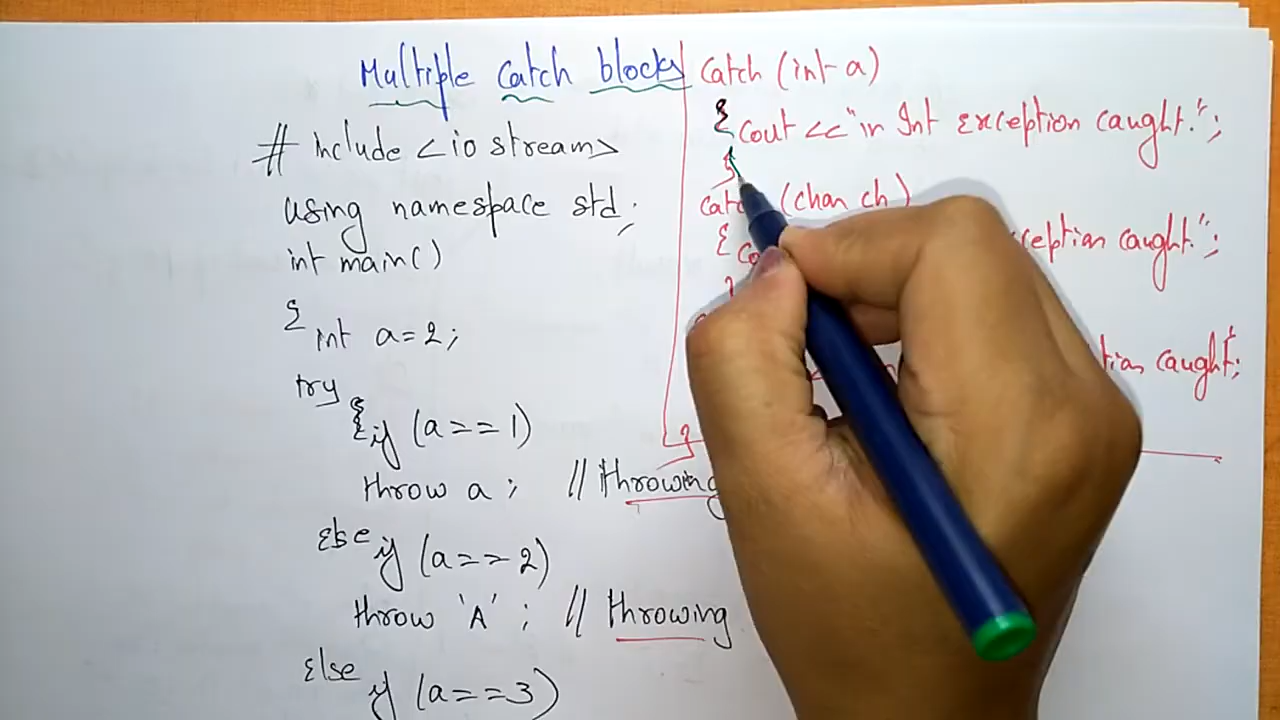 Multiple catch blocks
# include <iostream>
using namespace std;
int main()
{
int a=2;
try
{if (a==1)
throw a; // throwing
Else if (a==2)
throw 'A'; // throwing
Else if (a==3)
catch (int a)
{cout <<"\n Int exception caught.";
}
catch (char ch)
{
caught.";
}
caught";
}